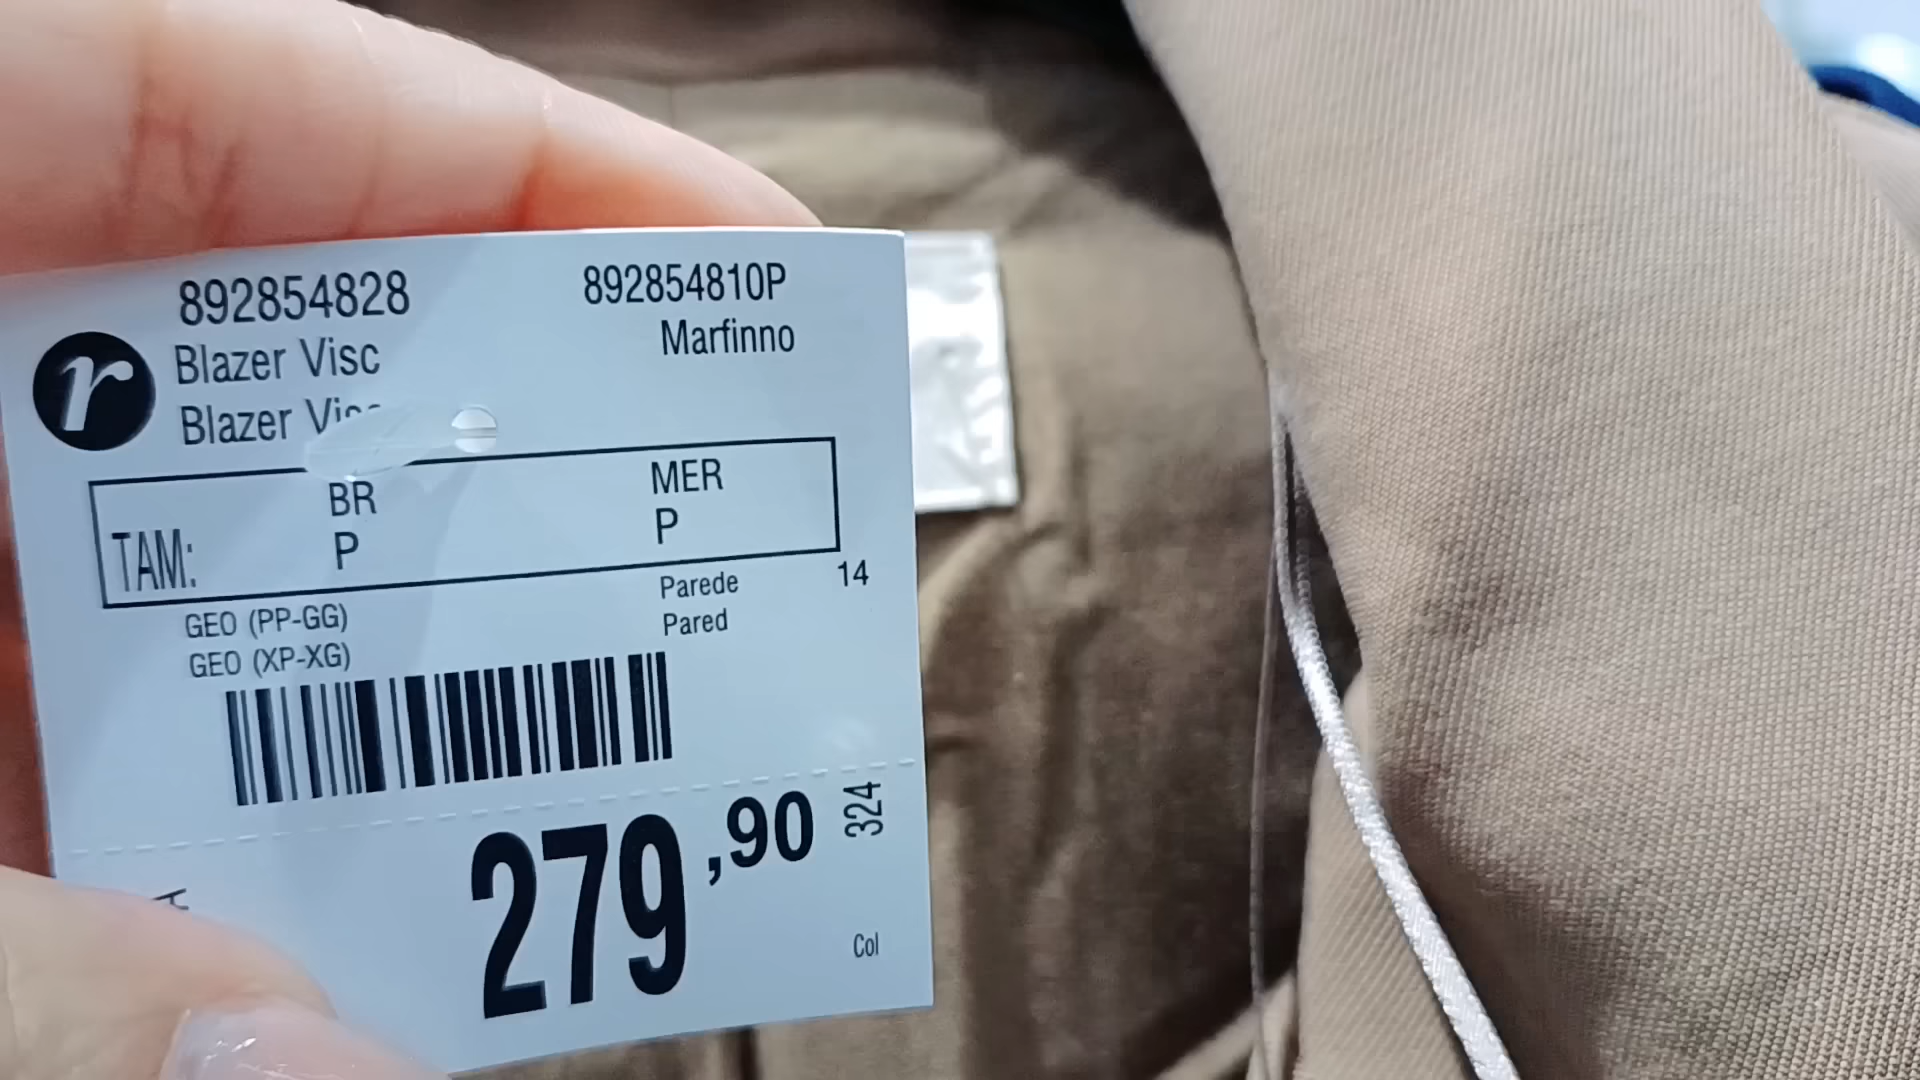 892854828 892854810P
r Blazer Visc Marfinno
Blazer Visc
BR MER
TAM: P P
GEO (PP-GG) Parede 14
GEO (XP-XG) Pared
279,90 324
Col